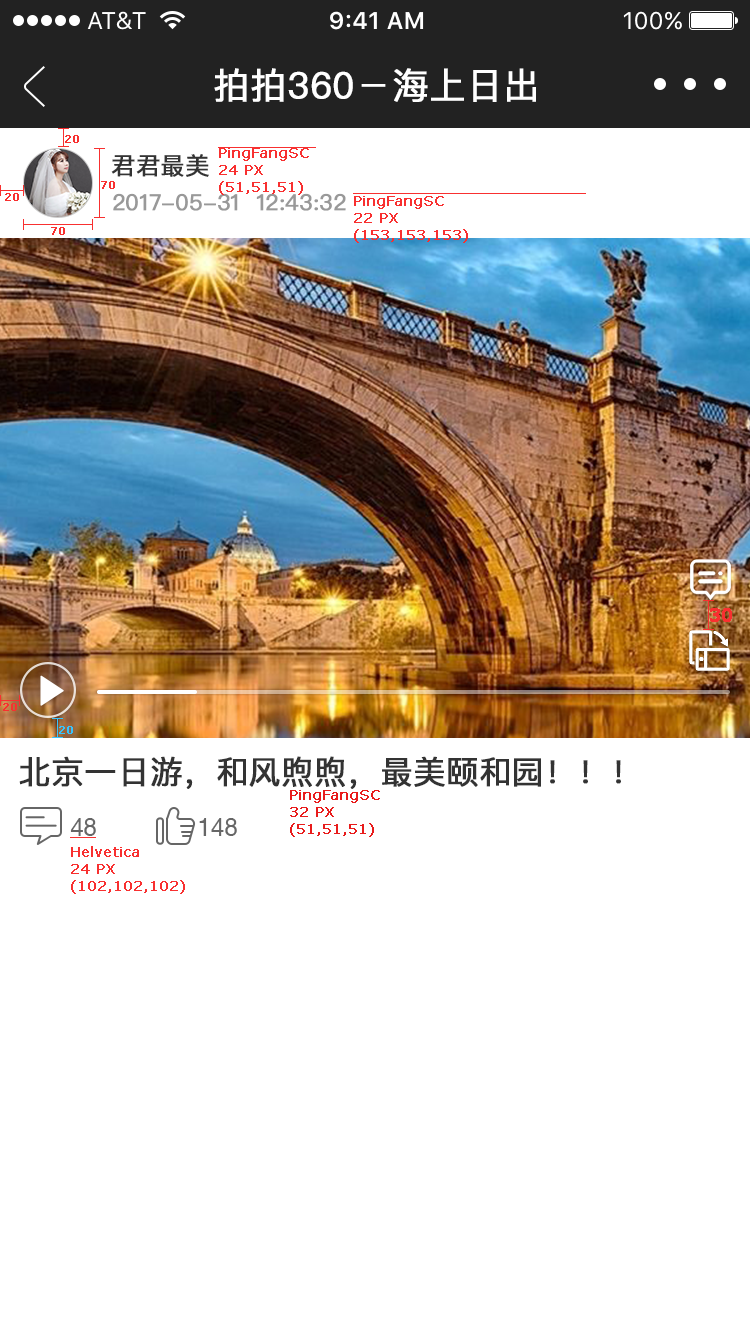 AT&T 9:41 AM 100%
拍拍360－海上日出
20
君君最美
PingFangSC
24 PX
(51,51,51)
70
20
2017-05-31 12:43:32
PingFangSC
22 PX
(153,153,153)
70
30
20
20
北京一日游，和风煦煦，最美颐和园！！！
PingFangSC
32 PX
(51,51,51)
48
148
Helvetica
24 PX
(102,102,102)